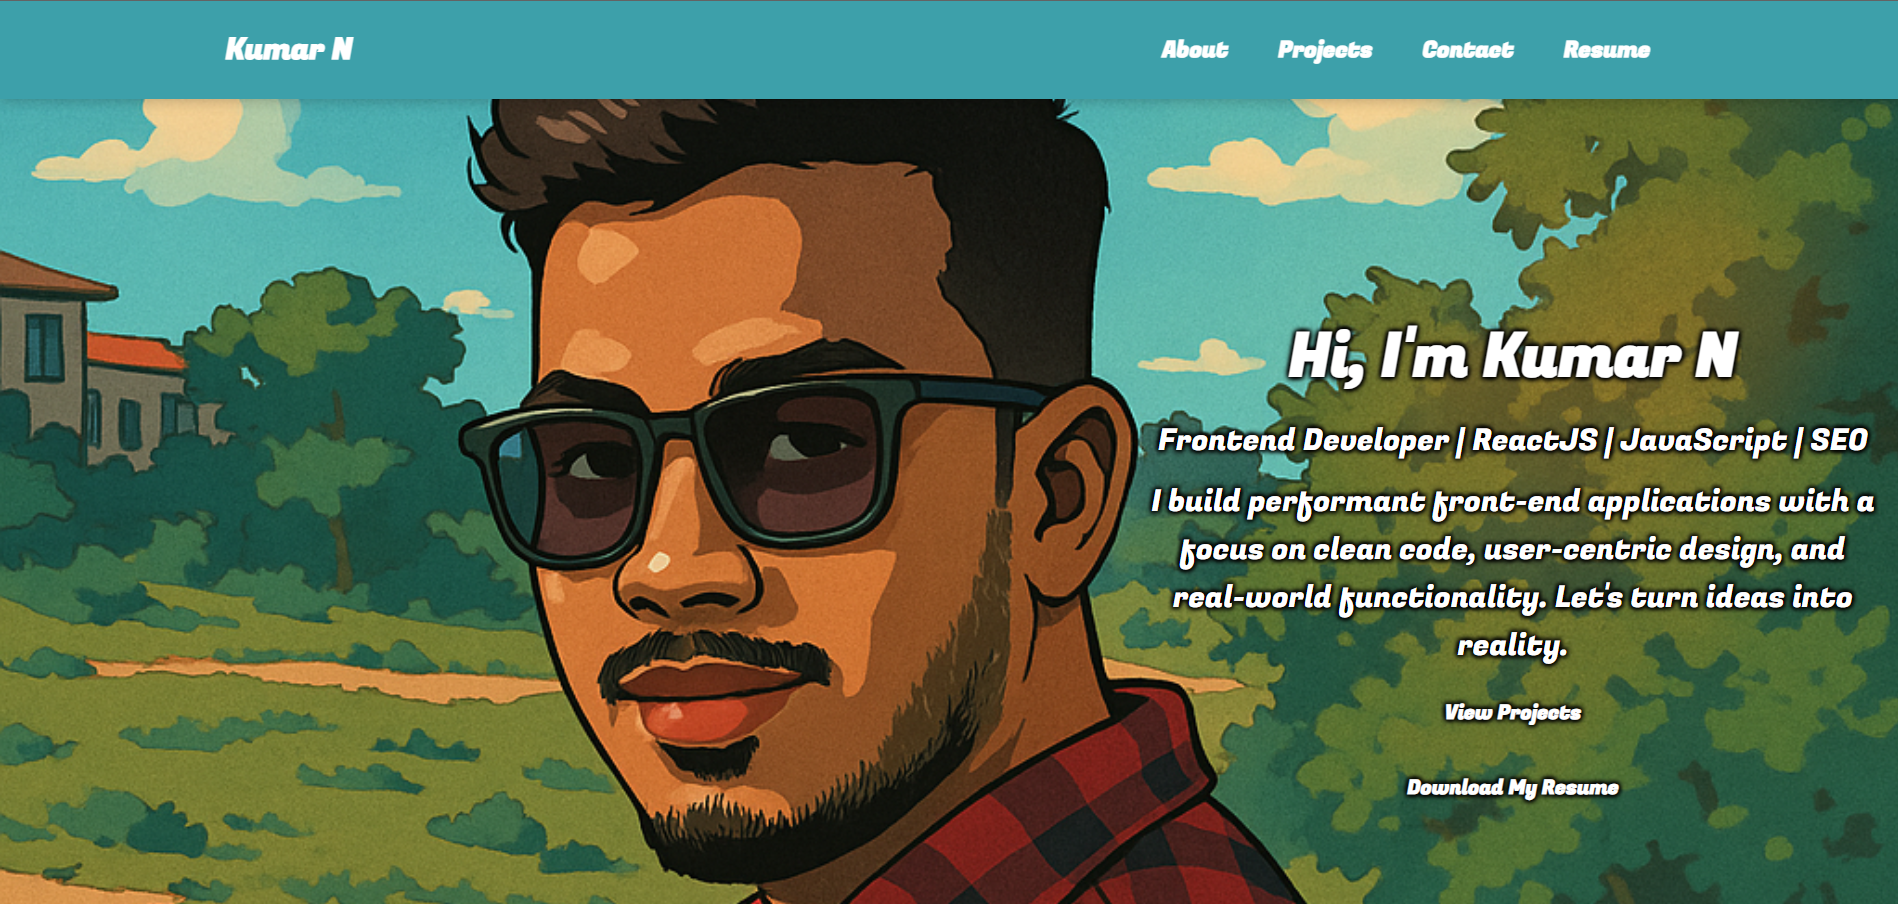 Kumar N
About Projects Contact Resume
Hi, I'm Kumar N
Frontend Developer | ReactJS | JavaScript | SEO
I build performant front-end applications with a
focus on clean code, user-centric design, and
real-world functionality. Let's turn ideas into
reality.
View Projects
Download My Resume